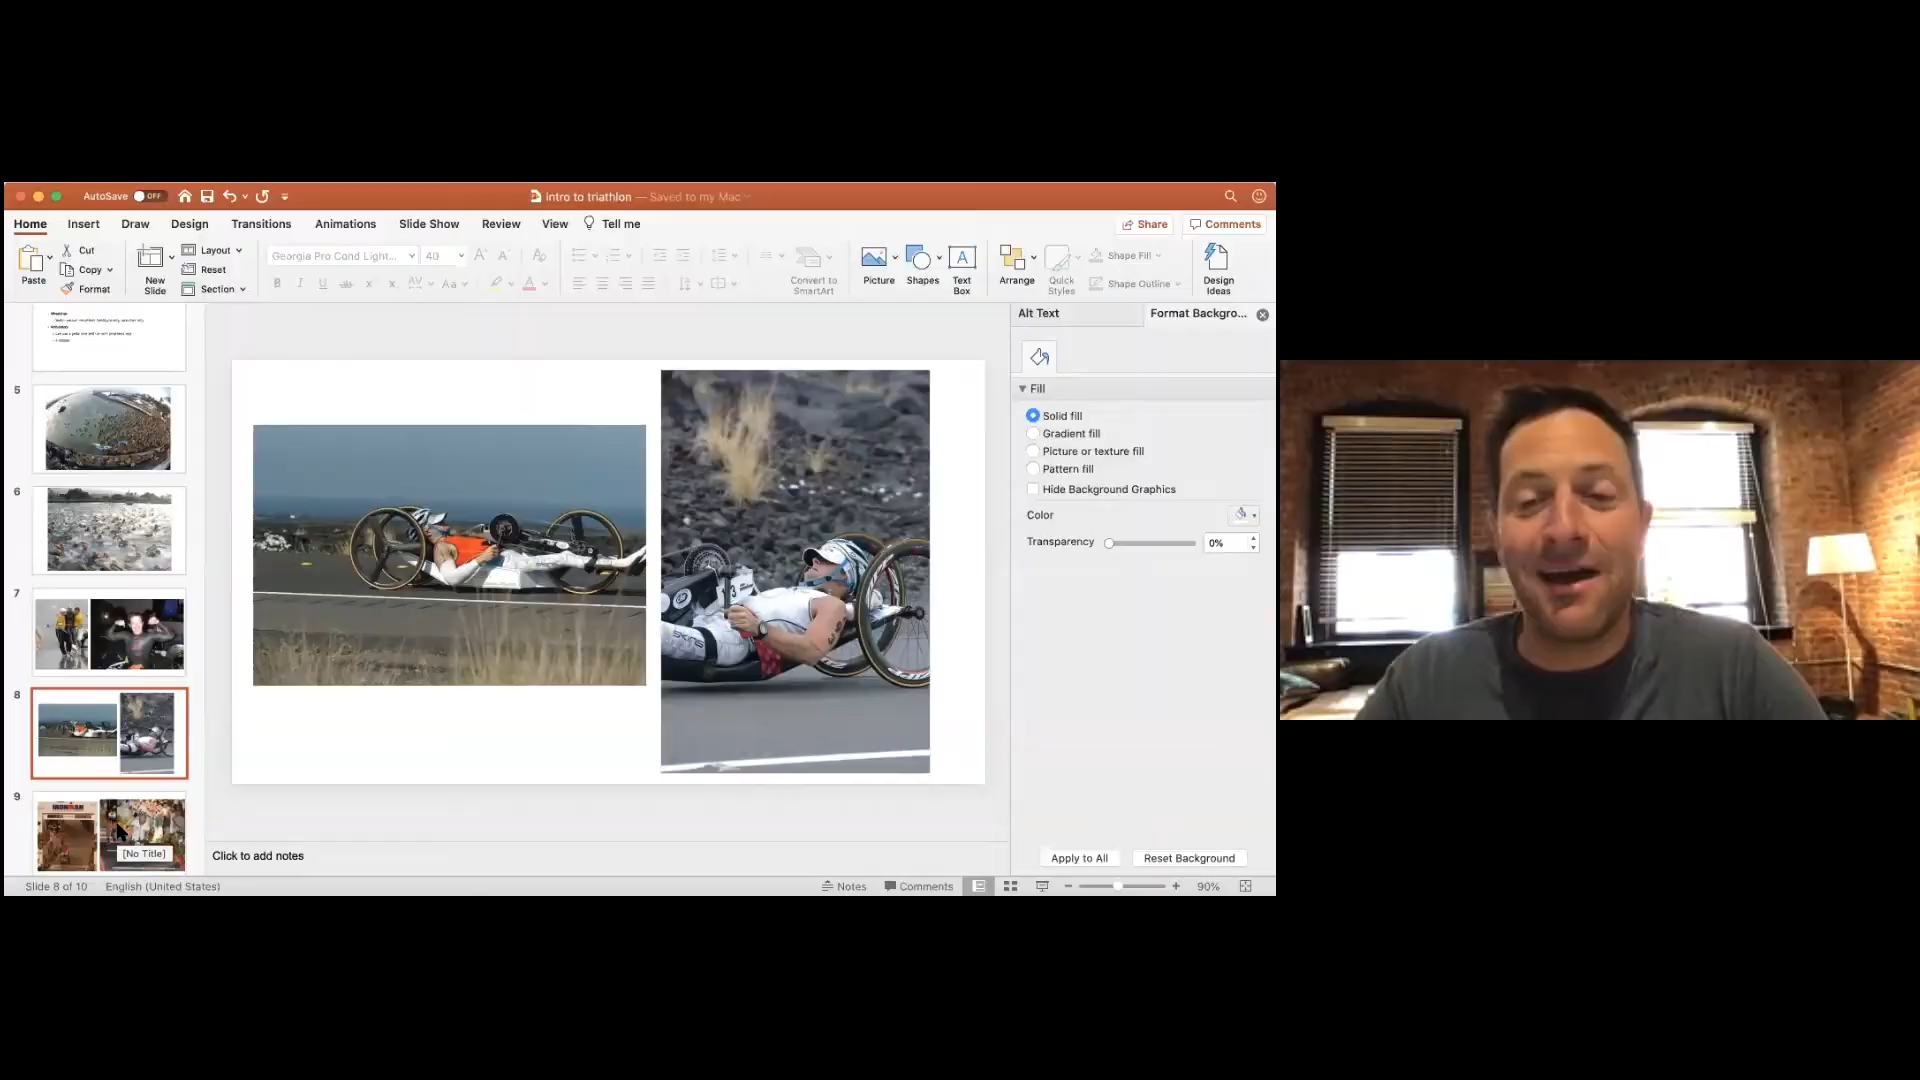 AutoSave OFF
intro to triathlon — Saved to my Mac
Home Insert Draw Design Transitions Animations Slide Show Review View Tell me
Share Comments
Paste
Cut
Copy
Format
New Slide
Layout
Reset
Section
Georgia Pro Cond Light... 40
B I U ab x x AV Aa A
Convert to SmartArt
Picture
Shapes
Text Box
Arrange
Quick Styles
Shape Fill
Shape Outline
Design Ideas
5
6
7
8
9
IRONMAN
[No Title]
SKINS
Click to add notes
Alt Text
Format Backgro...
Fill
Solid fill
Gradient fill
Picture or texture fill
Pattern fill
Hide Background Graphics
Color
Transparency 0%
Apply to All
Reset Background
Slide 8 of 10 English (United States)
Notes Comments 90%